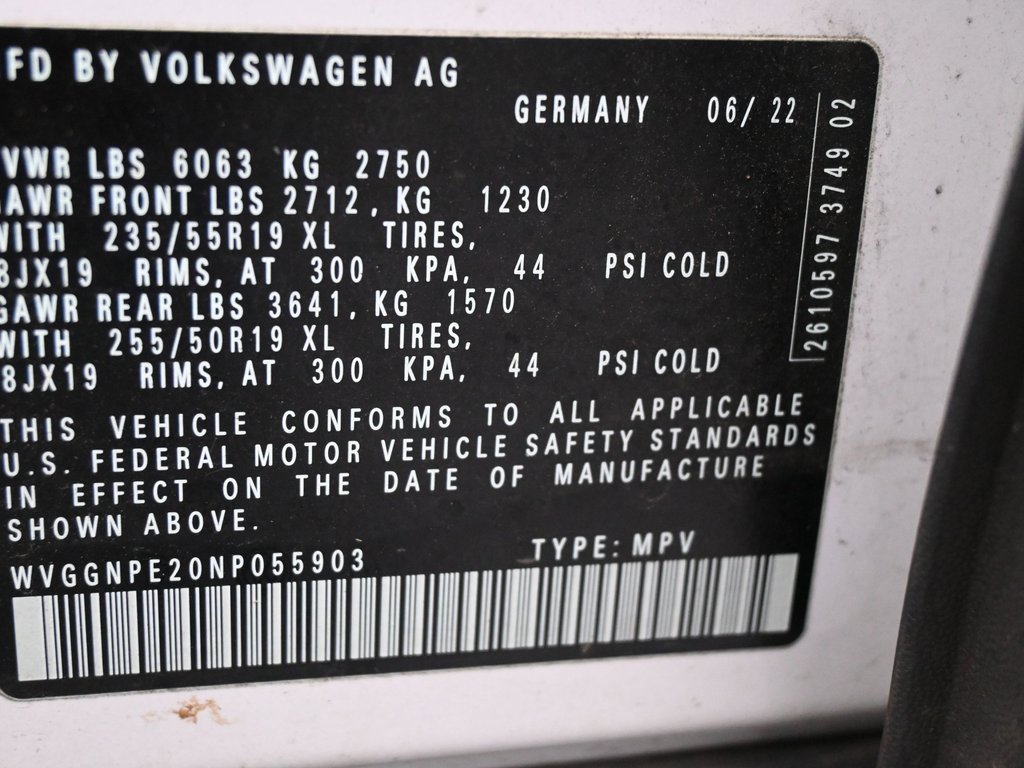 FD BY VOLKSWAGEN AG
GERMANY 06/ 22
VWR LBS 6063 KG 2750
AWR FRONT LBS 2712, KG 1230
WITH 235/55R19 XL TIRES,
8JX19 RIMS, AT 300 KPA, 44 PSI COLD
GAWR REAR LBS 3641, KG 1570
WITH 255/50R19 XL TIRES,
8JX19 RIMS, AT 300 KPA, 44 PSI COLD
THIS VEHICLE CONFORMS TO ALL APPLICABLE
U.S. FEDERAL MOTOR VEHICLE SAFETY STANDARDS
IN EFFECT ON THE DATE OF MANUFACTURE
SHOWN ABOVE.
WVGGNPE20NP055903 TYPE: MPV
2610597 3749 02